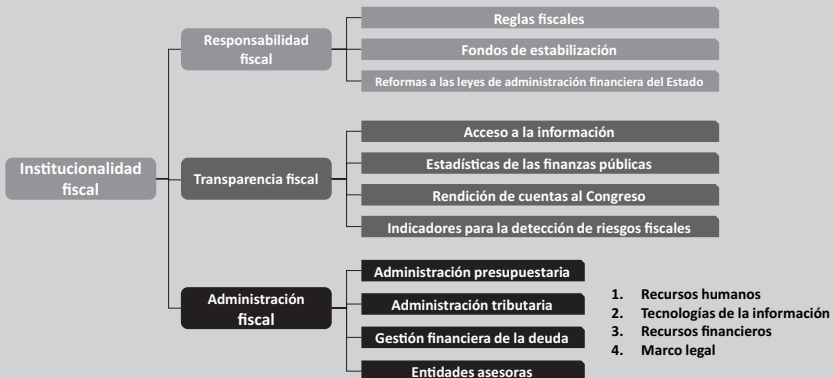 Institucionalidad
fiscal
Responsabilidad
fiscal
Reglas fiscales
Fondos de estabilización
Reformas a las leyes de administración financiera del Estado
Transparencia fiscal
Acceso a la información
Estadísticas de las finanzas públicas
Rendición de cuentas al Congreso
Indicadores para la detección de riesgos fiscales
Administración
fiscal
Administración presupuestaria
Administración tributaria
Gestión financiera de la deuda
Entidades asesoras
1. Recursos humanos
2. Tecnologías de la información
3. Recursos financieros
4. Marco legal